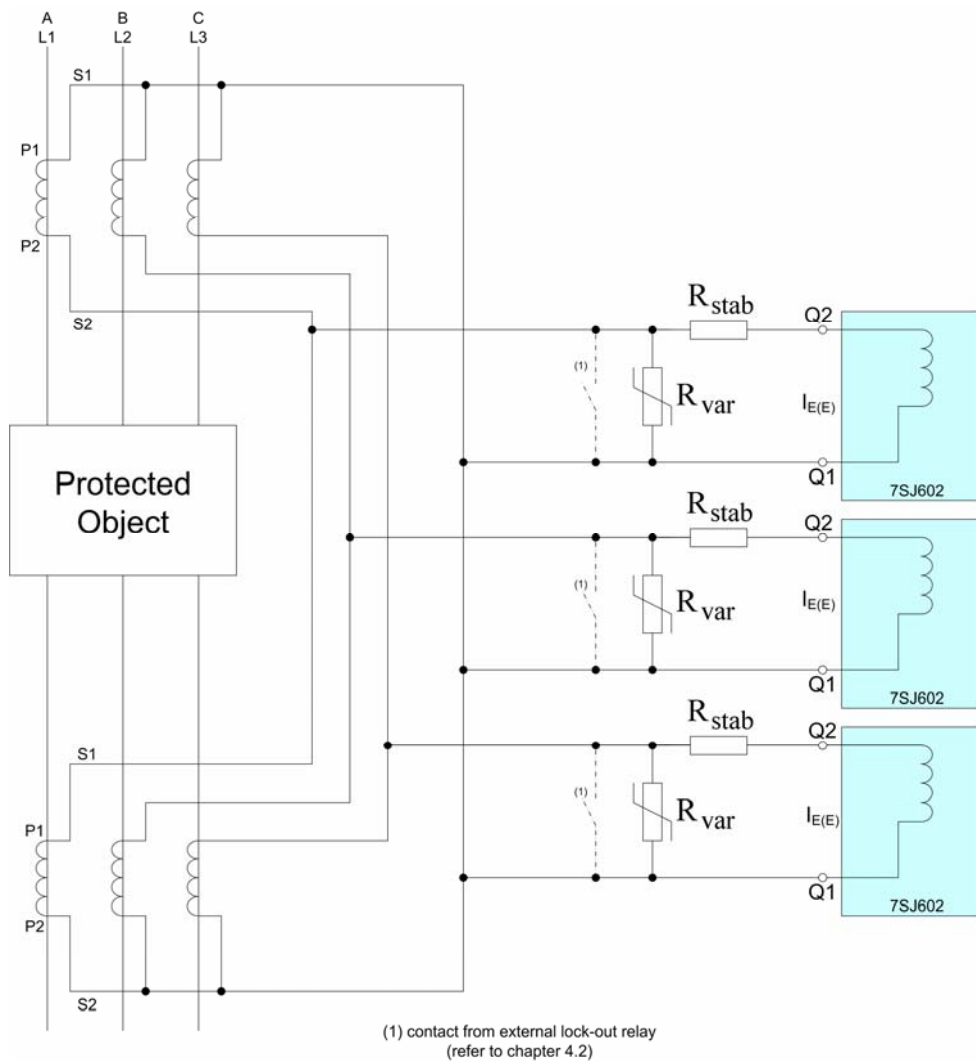 A B C
L1 L2 L3
S1
P1
P2
S2
Protected
Object
S1
P1
P2
S2
Rstab
Q2
(1)
Rvar
IE(E)
Q1
7SJ602
Rstab
Q2
(1)
Rvar
IE(E)
Q1
7SJ602
Rstab
Q2
(1)
Rvar
IE(E)
Q1
7SJ602
(1) contact from external lock-out relay
(refer to chapter 4.2)